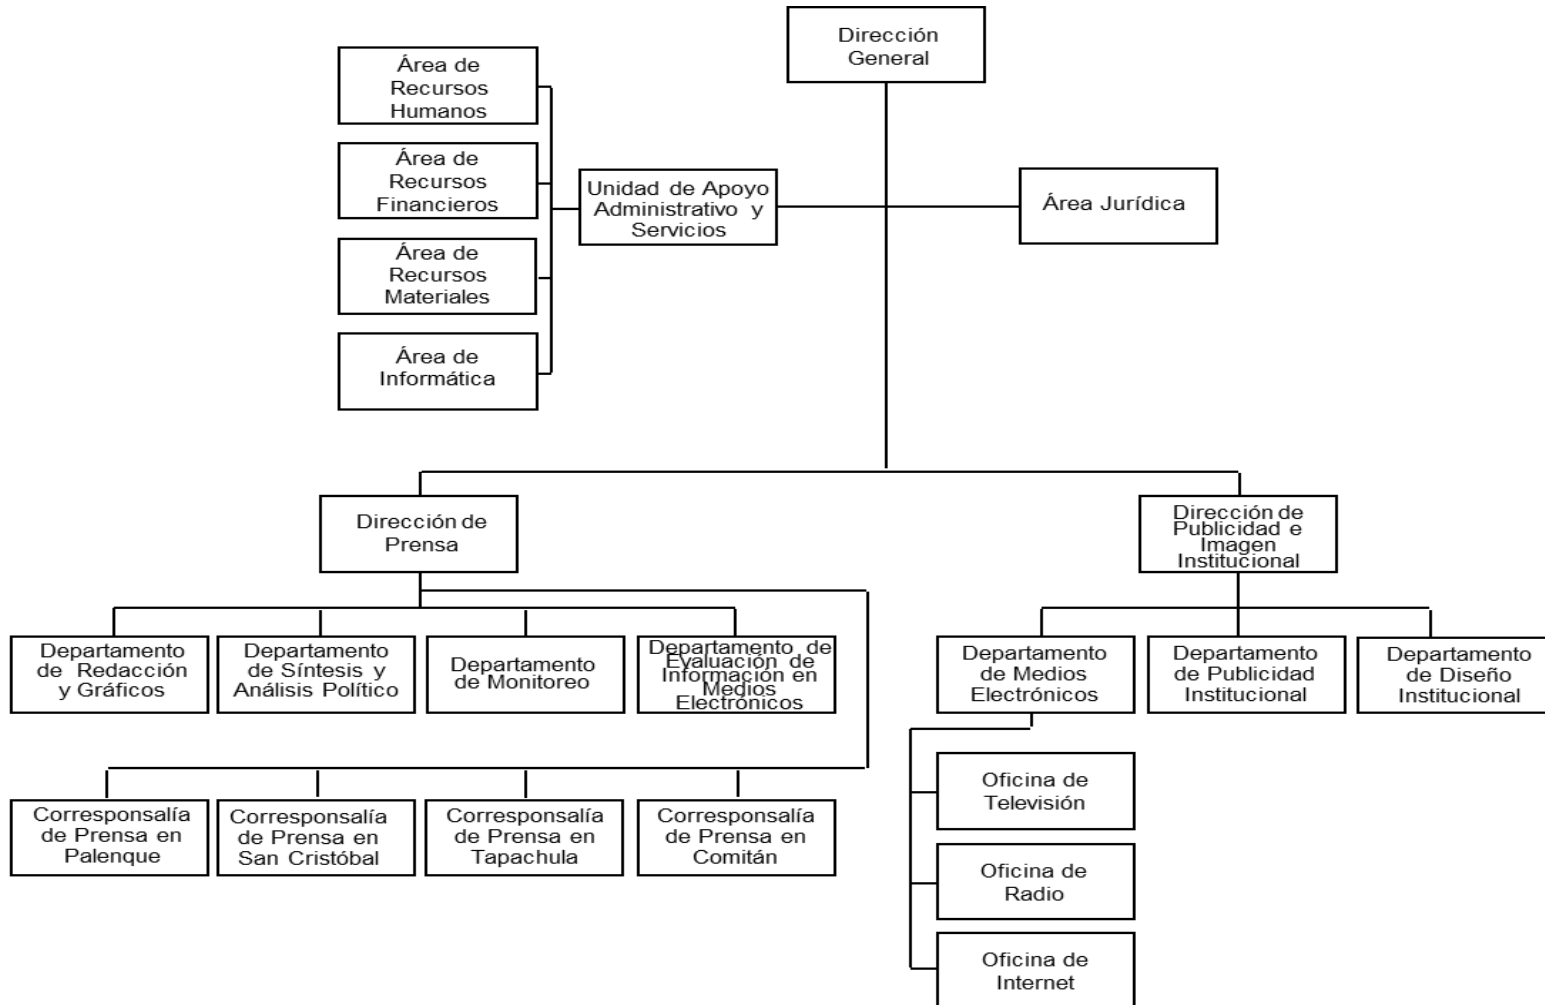 Dirección
General
Área de
Recursos
Humanos
Área de
Recursos
Financieros
Unidad de Apoyo
Administrativo y
Servicios
Área Jurídica
Área de
Recursos
Materiales
Área de
Informática
Dirección de
Prensa
Dirección de
Publicidad e
Imagen
Institucional
Departamento
de Redacción
y Gráficos
Departamento
de Síntesis y
Análisis Político
Departamento
de Monitoreo
Departamento de
Evaluación de
Información en
Medios
Electrónicos
Departamento
de Medios
Electrónicos
Departamento
de Publicidad
Institucional
Departamento
de Diseño
Institucional
Corresponsalía
de Prensa en
Palenque
Corresponsalía
de Prensa en
San Cristóbal
Corresponsalía
de Prensa en
Tapachula
Corresponsalía
de Prensa en
Comitán
Oficina de
Televisión
Oficina de
Radio
Oficina de
Internet